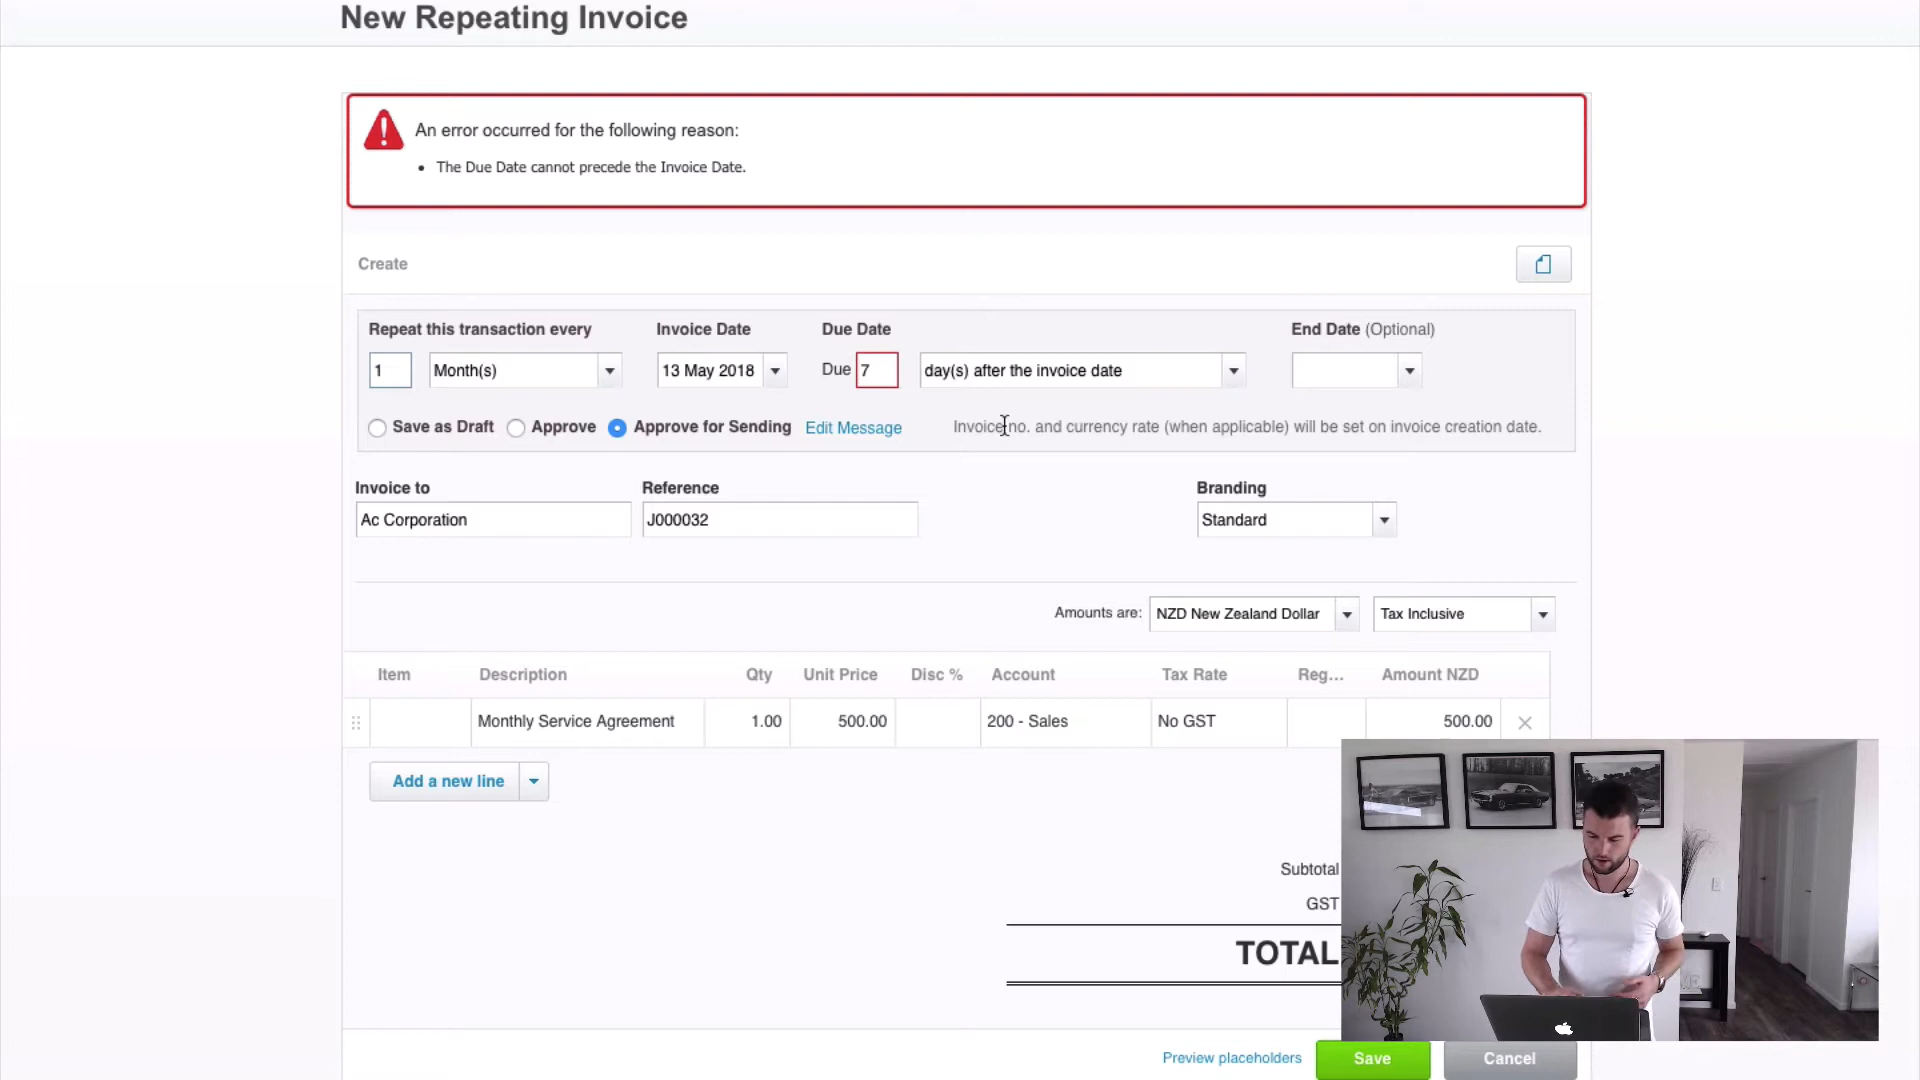 New Repeating Invoice
An error occurred for the following reason:
• The Due Date cannot precede the Invoice Date.
Create
Repeat this transaction every Invoice Date Due Date End Date (Optional)
1 Month(s) 13 May 2018 Due 7 day(s) after the invoice date
Save as Draft Approve Approve for Sending Edit Message Invoice no. and currency rate (when applicable) will be set on invoice creation date.
Invoice to Reference Branding
Ac Corporation J000032 Standard
Amounts are: NZD New Zealand Dollar Tax Inclusive
Item Description Qty Unit Price Disc % Account Tax Rate Reg... Amount NZD
Monthly Service Agreement 1.00 500.00 200 - Sales No GST 500.00
Add a new line
Subtotal
GST
TOTAL
Preview placeholders Save Cancel